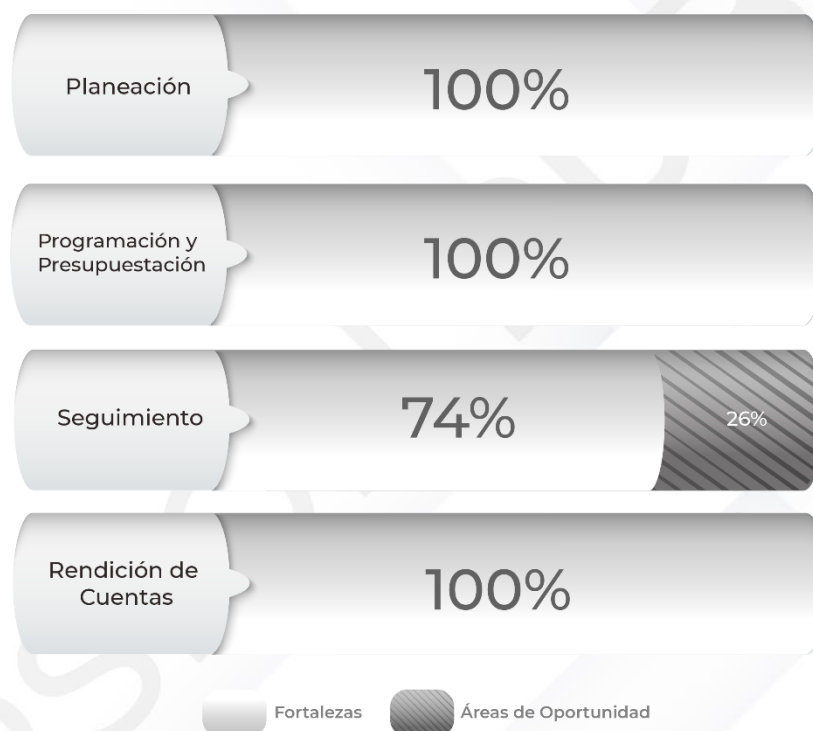 Planeación
100%
Programación y
Presupuestación
100%
Seguimiento
74%
26%
Rendición de
Cuentas
100%
Fortalezas
Áreas de Oportunidad